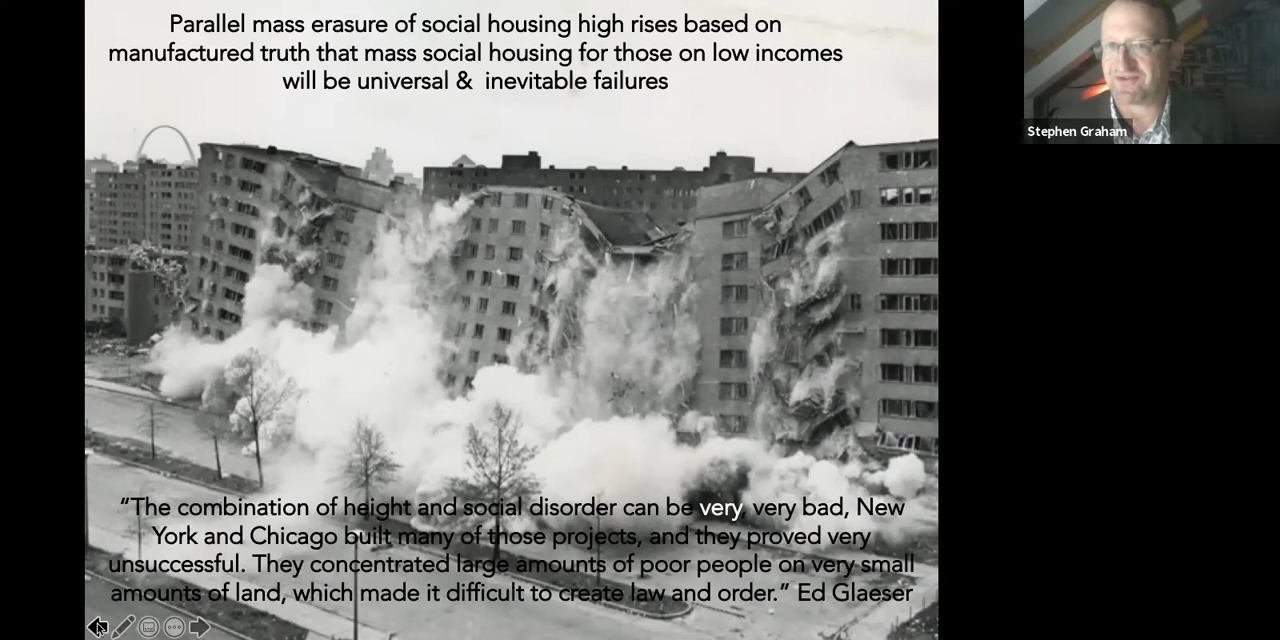 Parallel mass erasure of social housing high rises based on
manufactured truth that mass social housing for those on low incomes
will be universal & inevitable failures
Stephen Graham
“The combination of height and social disorder can be very, very bad, New
York and Chicago built many of those projects, and they proved very
unsuccessful. They concentrated large amounts of poor people on very small
amounts of land, which made it difficult to create law and order.” Ed Glaeser